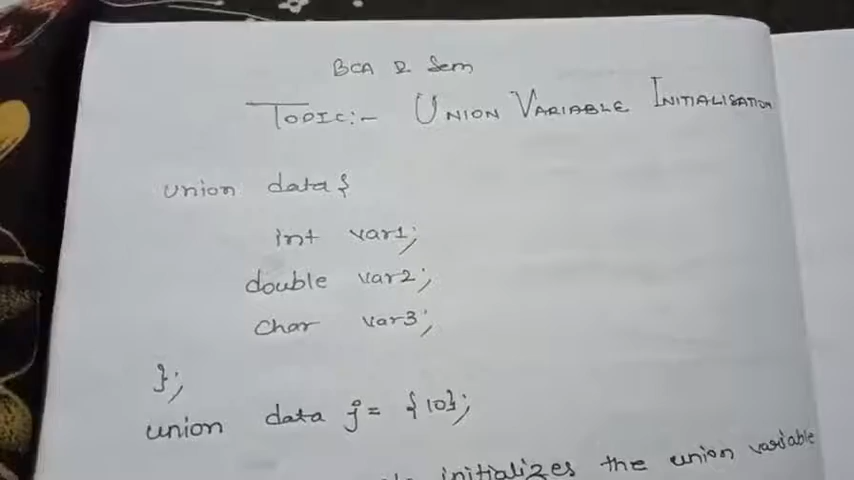 BCA 2 Sem
TOPIC:- UNION VARIABLE INITIALISATION
union data{
int var1;
double var2;
char var3;
};
union data j= {10};
initializes the union variable